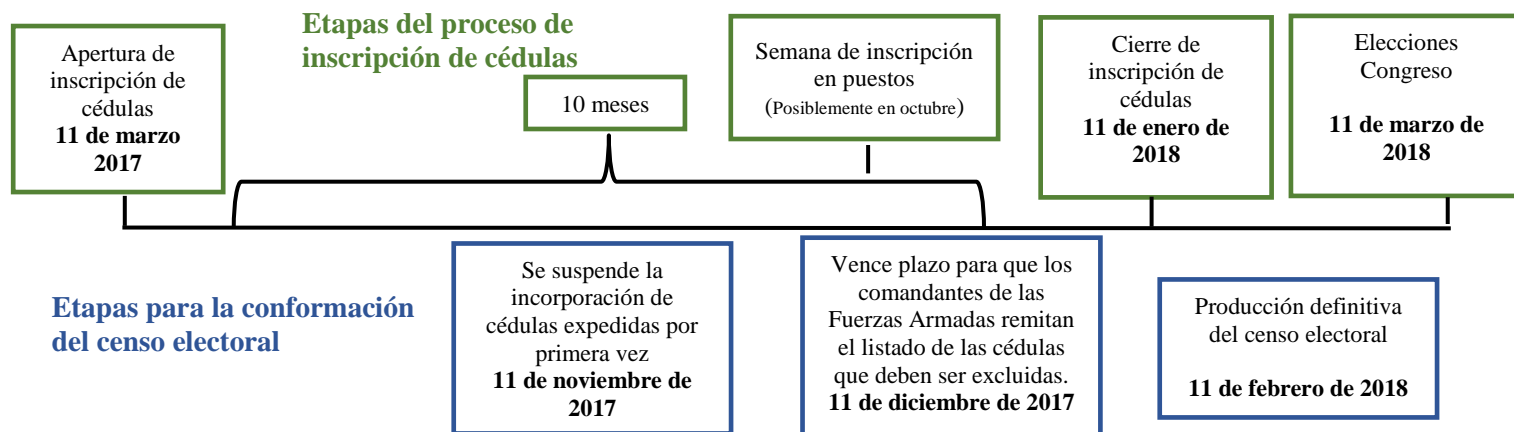 Etapas del proceso de
inscripción de cédulas
Apertura de
inscripción de
cédulas
11 de marzo
2017
10 meses
Semana de inscripción
en puestos
(Posiblemente en octubre)
Cierre de
inscripción de
cédulas
11 de enero de
2018
Elecciones
Congreso
11 de marzo de
2018
Etapas para la conformación
del censo electoral
Se suspende la
incorporación de
cédulas expedidas por
primera vez
11 de noviembre de
2017
Vence plazo para que los
comandantes de las
Fuerzas Armadas remitan
el listado de las cédulas
que deben ser excluidas.
11 de diciembre de 2017
Producción definitiva
del censo electoral
11 de febrero de 2018